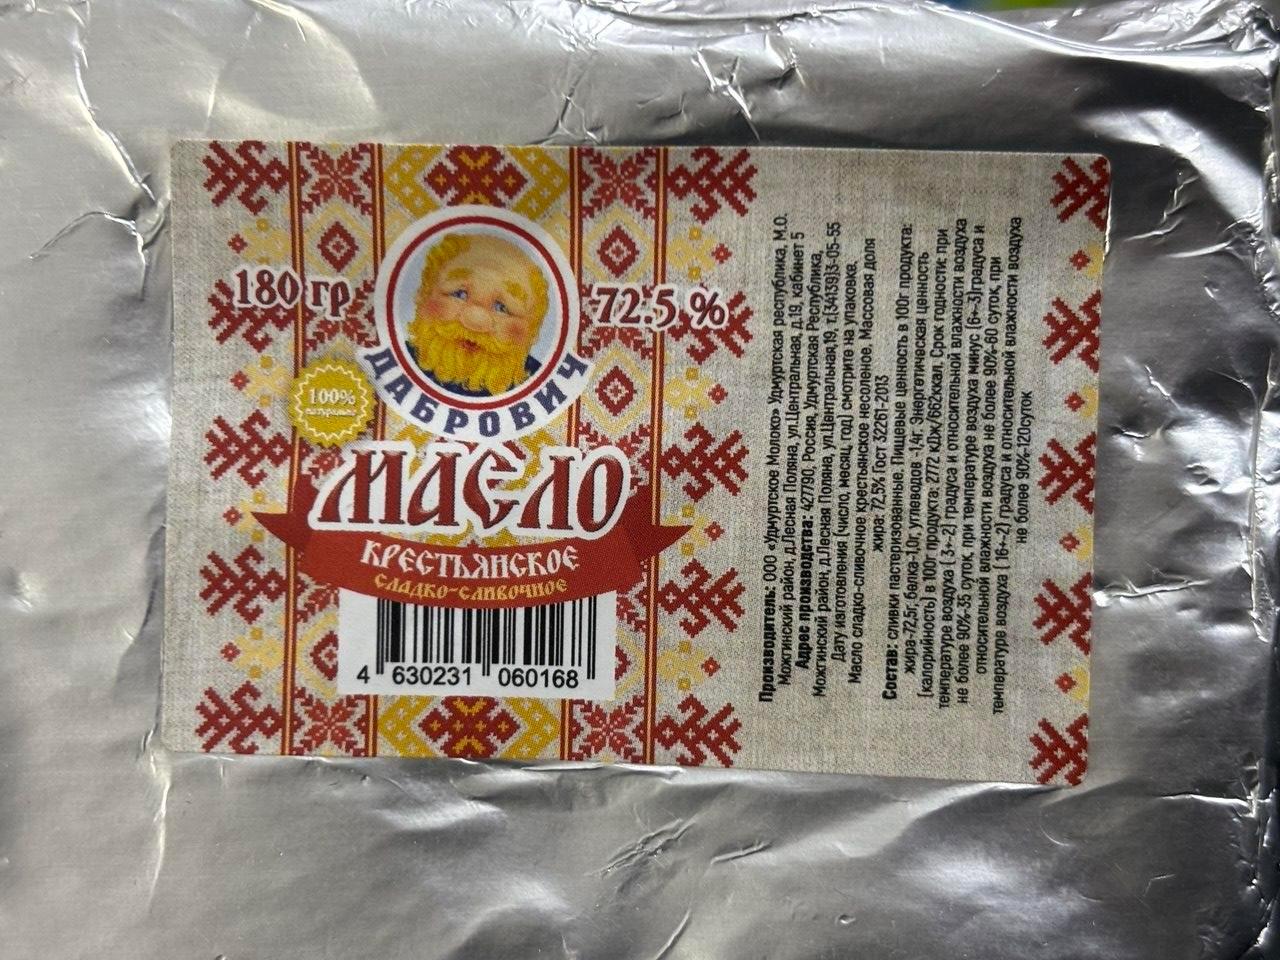 180 гр
72.5 %
ДАБРОВИЧ
100%
натурально
МАСЛО
КРЕСТЬЯНСКОЕ
СЛАДКО-СЛИВОЧНОЕ
4 630231 060168
Производитель: ООО «Удмуртское Молоко» Удмуртская республика, М.О.
Можгинский район, д.Лесная Поляна, ул.Центральная, д.19, кабинет 5
Адрес производства: 427790, Россия, Удмуртская Республика,
Можгинский район, д.Лесная Поляна, ул.Центральная,19, т.(34139)3-05-55
Дату изготовления (число, месяц, год) смотрите на упаковке.
Масло сладко-сливочное крестьянское несоленое. Массовая доля
жира: 72,5% Гост 32261-2013
Состав: сливки пастеризованные. Пищевые ценность в 100г продукта:
жира-72,5г, белка-1,0г, углеводов -1,4г. Энергетическая ценность
(калорийность) в 100г продукта: 2772 кДж/662ккал. Срок годности: при
температуре воздуха ( 3+-2) градуса и относительной влажности воздуха
не более 90%-35 суток, при температуре воздуха минус (6+-3)градуса и
относительной влажности воздуха не более 90%-60 суток, при
температуре воздуха ( 16+-2) градуса и относительной влажности воздуха
не более 90%-120суток